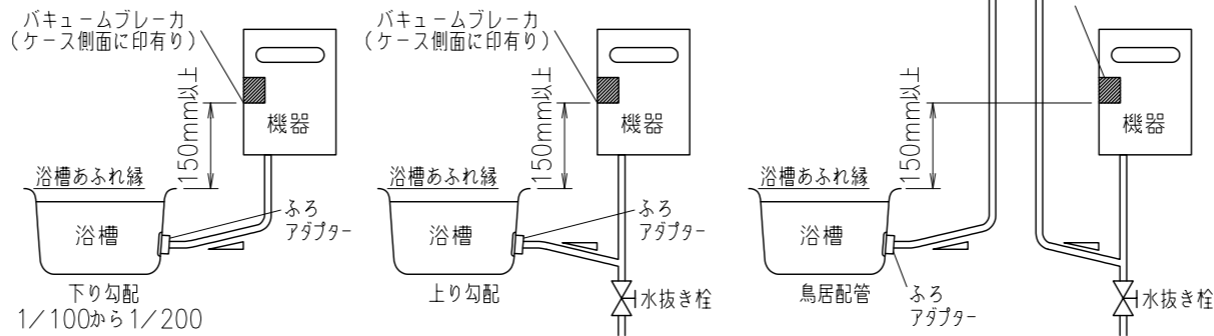 バキュームブレーカ
(ケース側面に印有り)
150mm以上
機器
浴槽あふれ縁
浴槽
ふろ
アダプター
下り勾配
1/100から1/200
バキュームブレーカ
(ケース側面に印有り)
150mm以上
機器
浴槽あふれ縁
浴槽
ふろ
アダプター
上り勾配
水抜き栓
150mm以上
機器
浴槽あふれ縁
浴槽
鳥居配管
ふろ
アダプター
水抜き栓